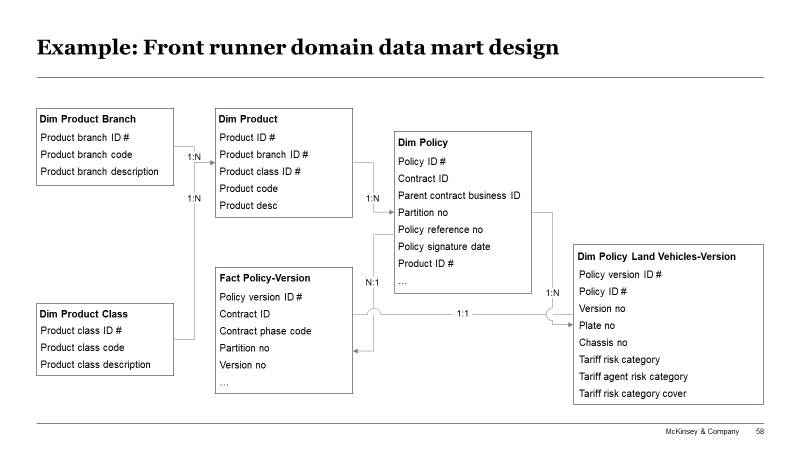 Example: Front runner domain data mart design
Dim Product Branch
Product branch ID #
Product branch code
Product branch description
1:N
1:N
Dim Product
Product ID #
Product branch ID #
Product class ID #
Product code
Product desc
1:N
Dim Policy
Policy ID #
Contract ID
Parent contract business ID
Partition no
Policy reference no
Policy signature date
Product ID #
...
Dim Product Class
Product class ID #
Product class code
Product class description
Fact Policy-Version
Policy version ID #
Contract ID
Contract phase code
Partition no
Version no
...
N:1
1:1
1:N
Dim Policy Land Vehicles-Version
Policy version ID #
Policy ID #
Version no
Plate no
Chassis no
Tariff risk category
Tariff agent risk category
Tariff risk category cover
McKinsey & Company 58